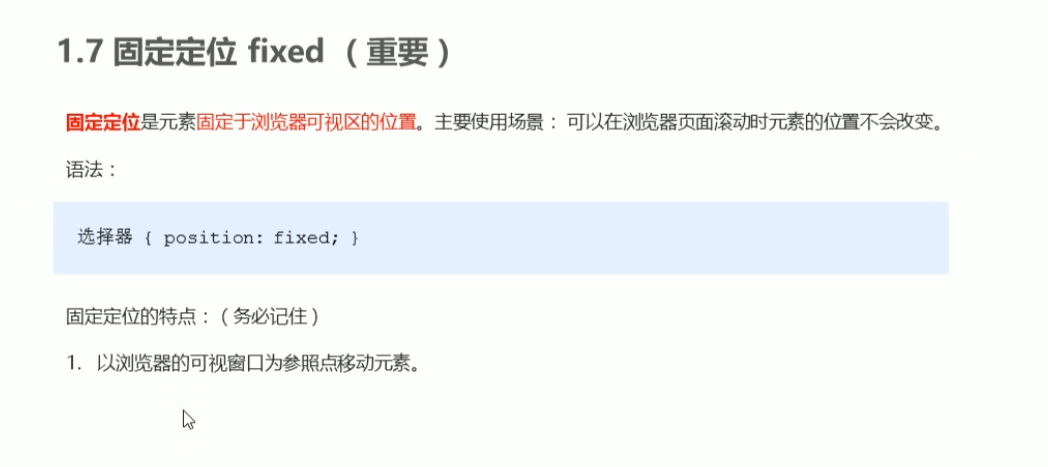 1.7 固定定位 fixed （重要）
固定定位是元素固定于浏览器可视区的位置。主要使用场景： 可以在浏览器页面滚动时元素的位置不会改变。
语法：
选择器 { position: fixed; }
固定定位的特点：（务必记住）
1. 以浏览器的可视窗口为参照点移动元素。